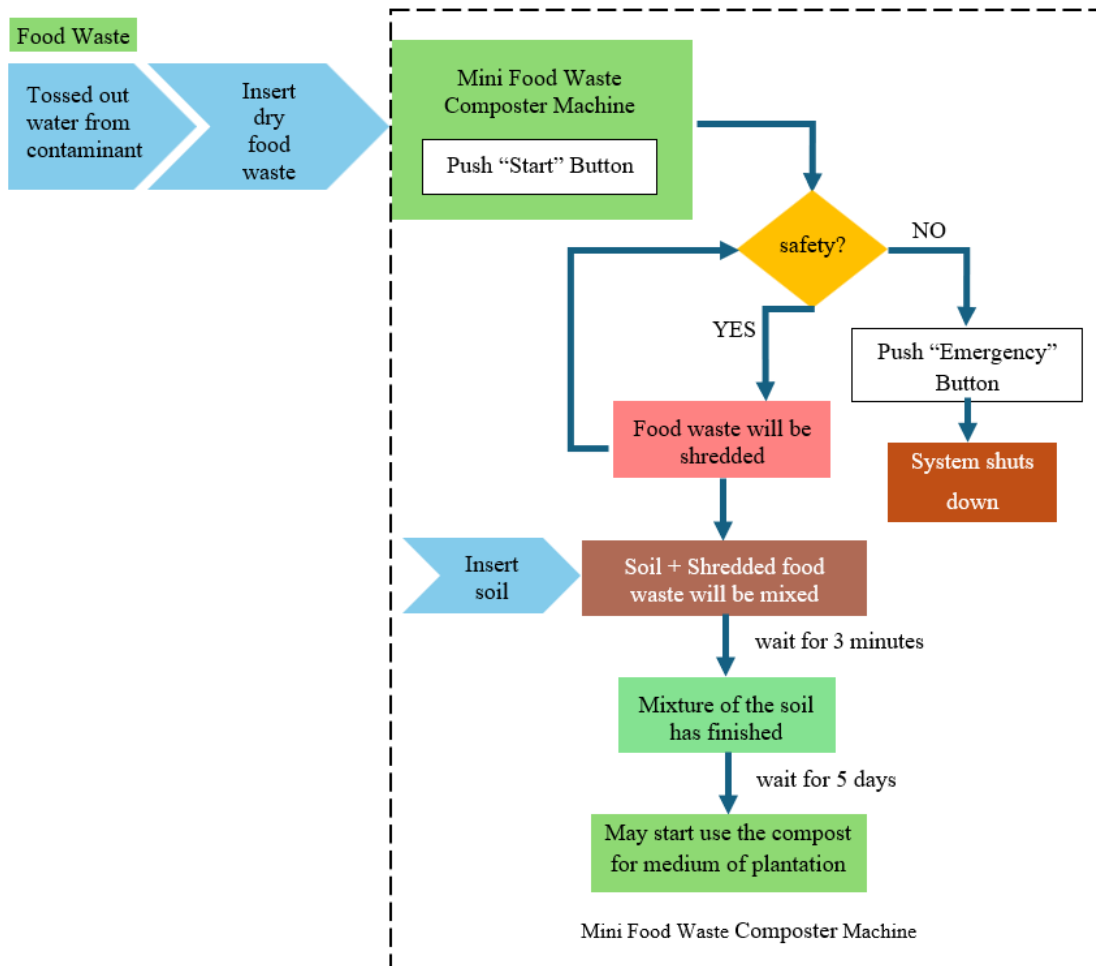 Food Waste
Tossed out
water from
contaminant
Insert
dry
food
waste
Mini Food Waste
Composter Machine
Push “Start” Button
safety?
NO
YES
Push “Emergency”
Button
Food waste will be
shredded
System shuts
down
Insert
soil
Soil + Shredded food
waste will be mixed
wait for 3 minutes
Mixture of the soil
has finished
wait for 5 days
May start use the compost
for medium of plantation
Mini Food Waste Composter Machine